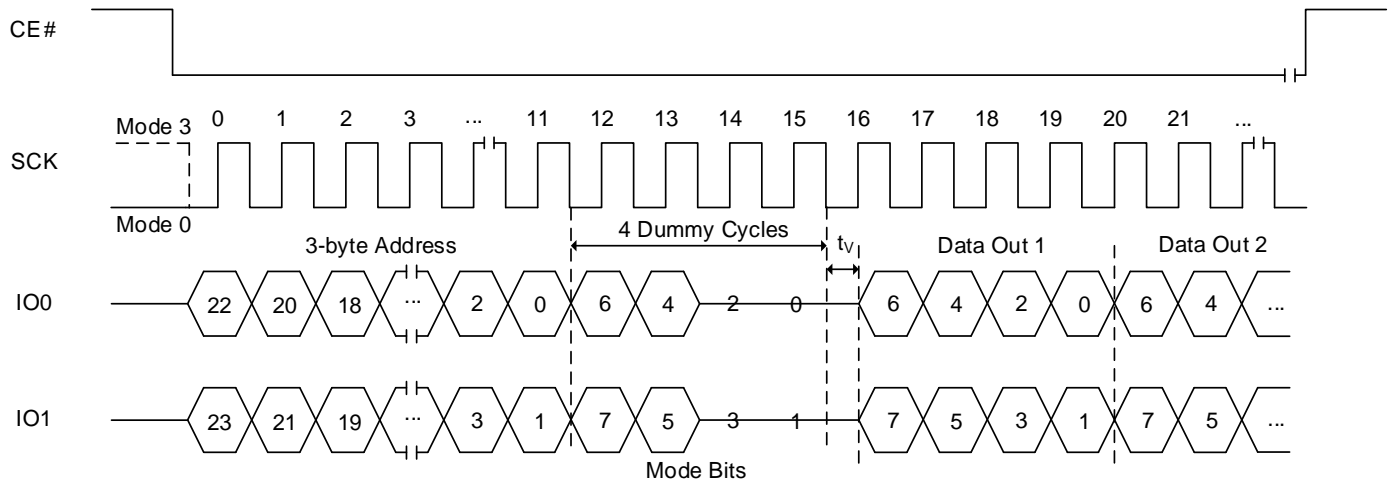 CE#
Mode 3 0 1 2 3 ... 11 12 13 14 15 16 17 18 19 20 21 ...
SCK
Mode 0
3-byte Address 4 Dummy Cycles tV Data Out 1 Data Out 2
IO0 22 20 18 ... 2 0 6 4 2 0 6 4 2 0 6 4 ...
IO1 23 21 19 ... 3 1 7 5 3 1 7 5 3 1 7 5 ...
Mode Bits